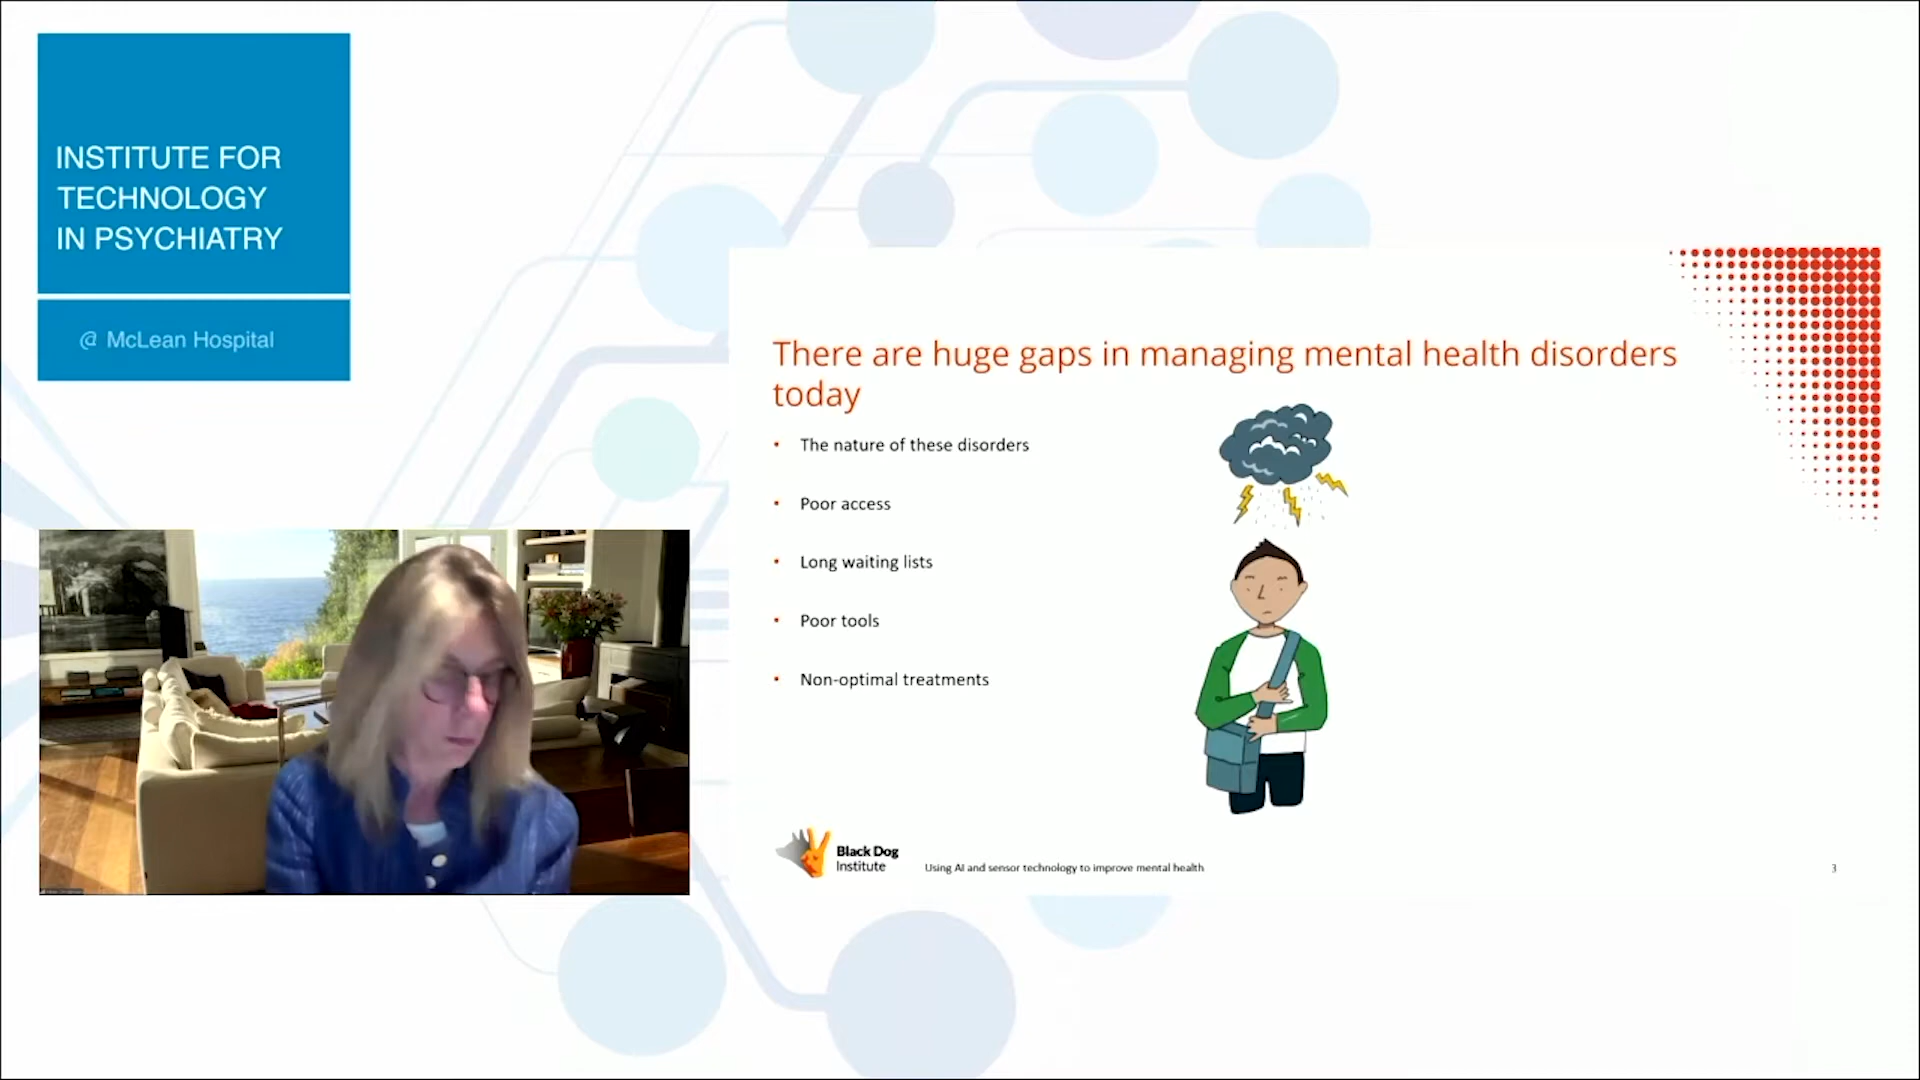 INSTITUTE FOR
TECHNOLOGY
IN PSYCHIATRY
@ McLean Hospital
There are huge gaps in managing mental health disorders
today
• The nature of these disorders
• Poor access
• Long waiting lists
• Poor tools
• Non-optimal treatments
Black Dog
Institute
Using AI and sensor technology to improve mental health
3